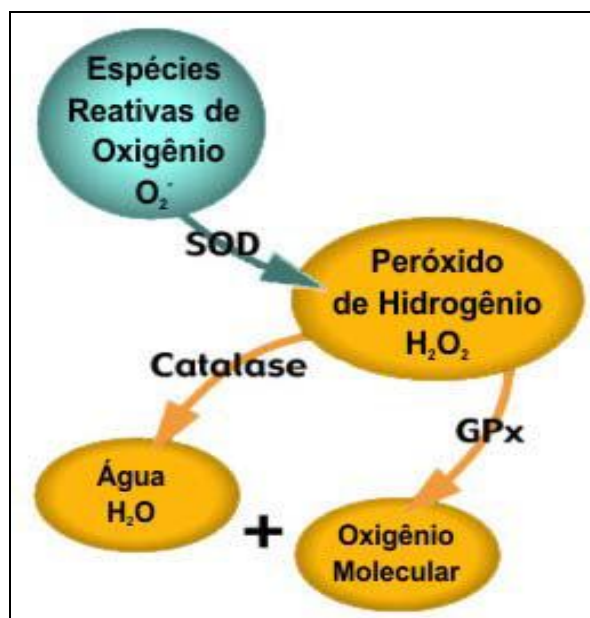 Espécies
Reativas de
Oxigênio
O₂⁻
SOD
Peróxido
de Hidrogênio
H₂O₂
Catalase
GPx
Água
H₂O
+
Oxigênio
Molecular